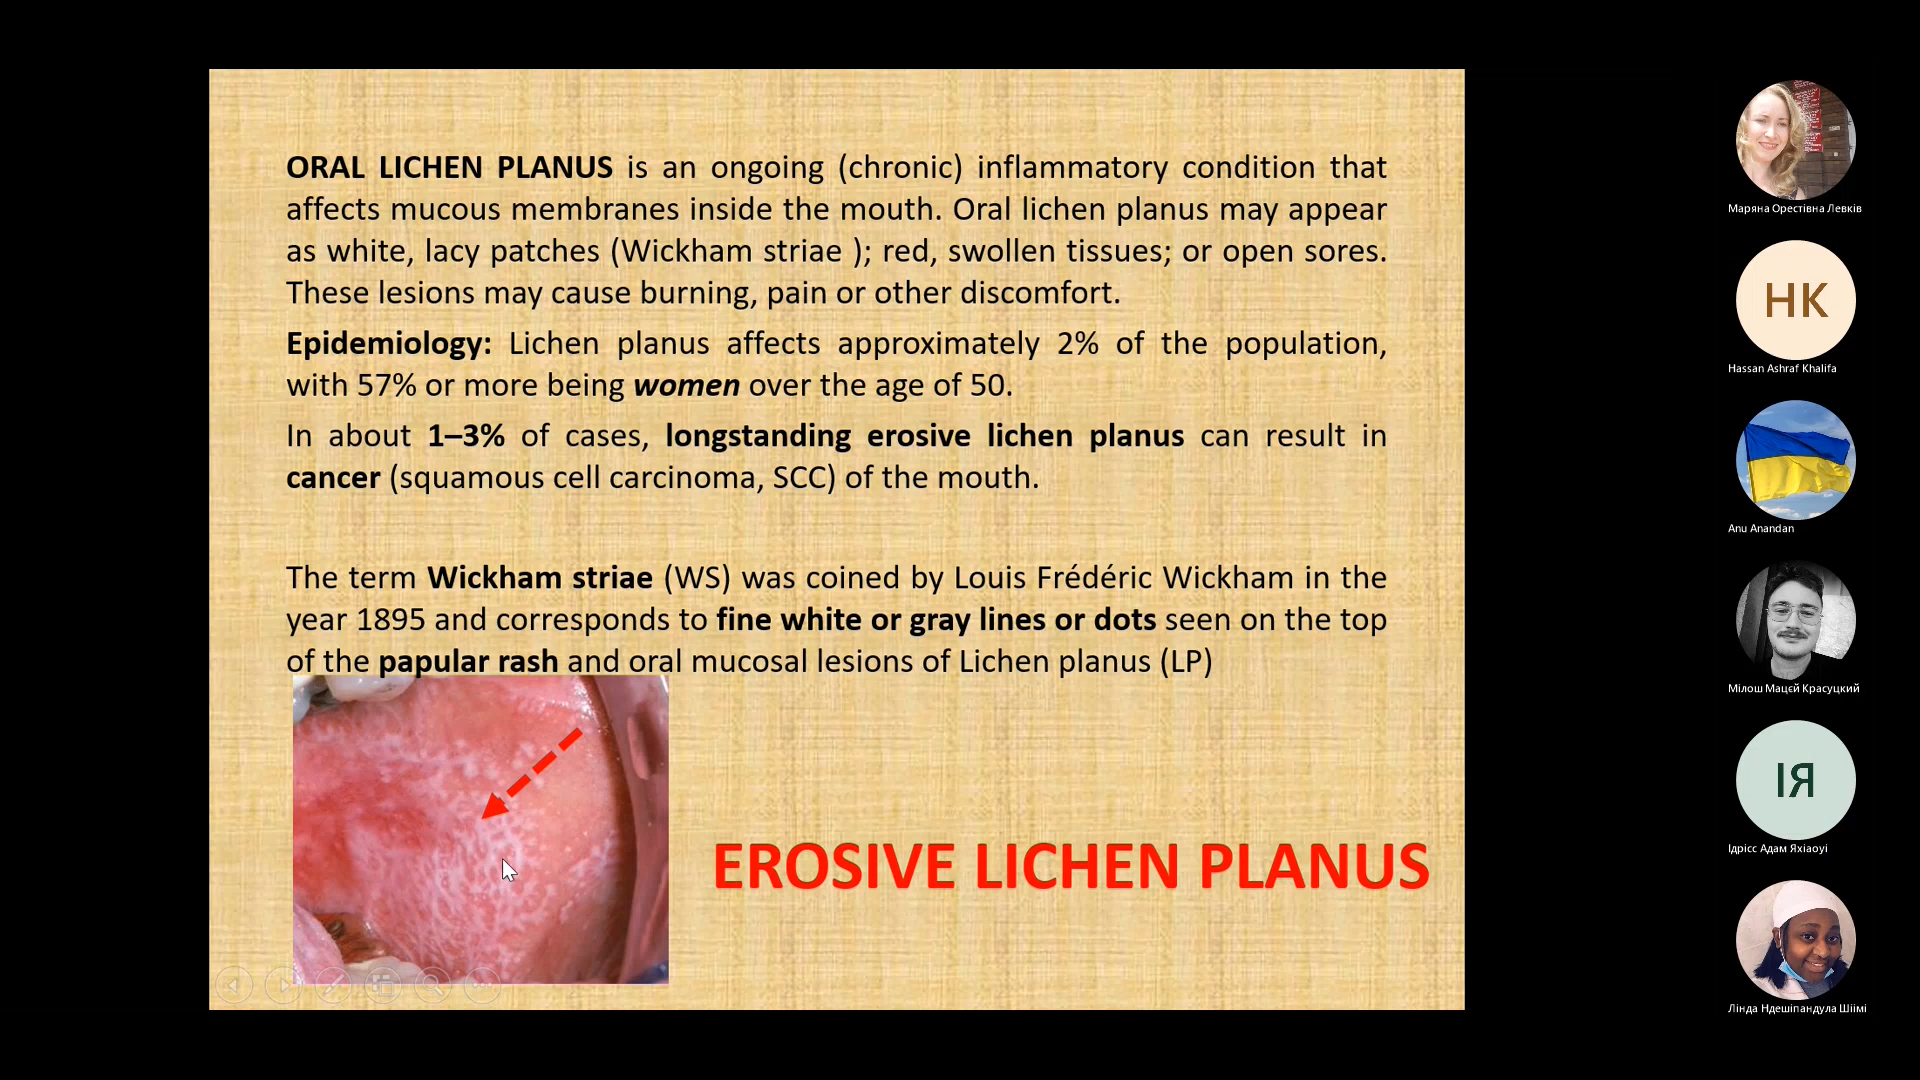 ORAL LICHEN PLANUS is an ongoing (chronic) inflammatory condition that
affects mucous membranes inside the mouth. Oral lichen planus may appear
as white, lacy patches (Wickham striae ); red, swollen tissues; or open sores.
These lesions may cause burning, pain or other discomfort.
Epidemiology: Lichen planus affects approximately 2% of the population,
with 57% or more being women over the age of 50.
In about 1–3% of cases, longstanding erosive lichen planus can result in
cancer (squamous cell carcinoma, SCC) of the mouth.
The term Wickham striae (WS) was coined by Louis Frédéric Wickham in the
year 1895 and corresponds to fine white or gray lines or dots seen on the top
of the papular rash and oral mucosal lesions of Lichen planus (LP)
EROSIVE LICHEN PLANUS
Маряна Орестівна Левків
НК
Hassan Ashraf Khalifa
Anu Anandan
Мілош Мацєй Красуцкий
ІЯ
Ідрісс Адам Яхіаоуі
Лінда Ндешіпандула Шіімі